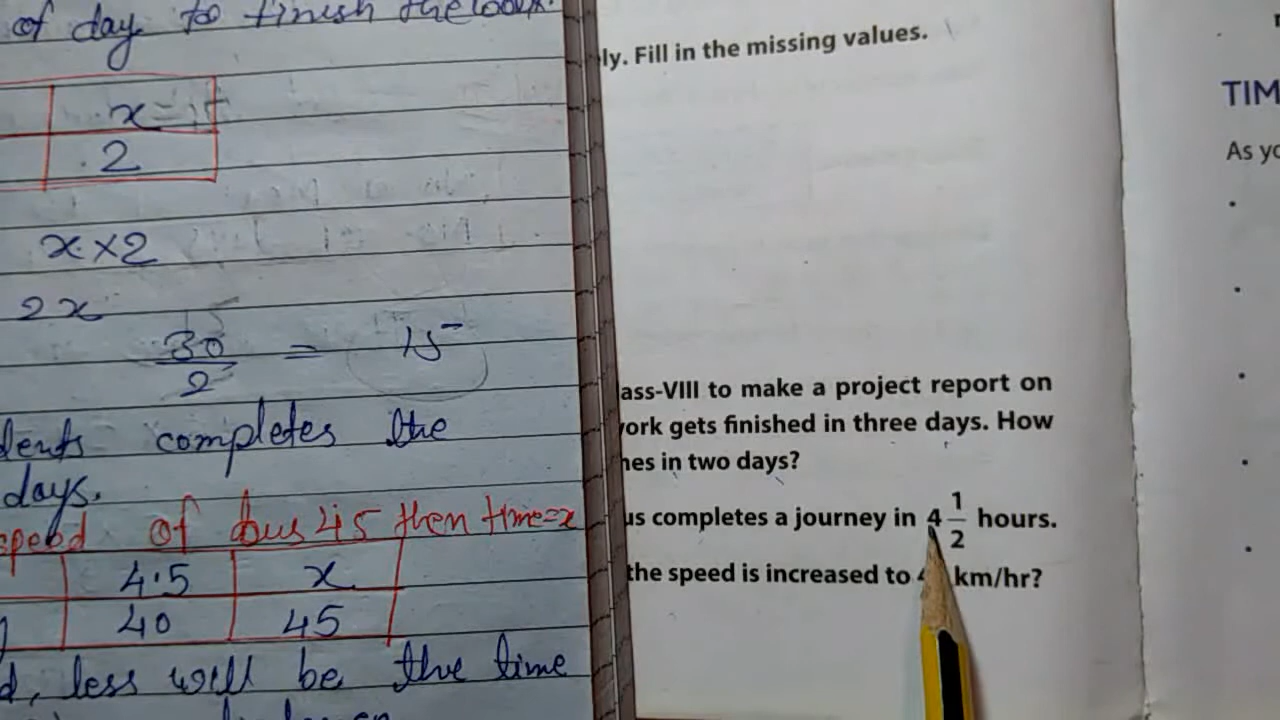 of day to finish the work.
x = 15
2
x × 2
2x
30/2 = 15
dents completes the
days.
speed of bus 45 then time = x
4.5 x
40 45
d, less will be the time
ly. Fill in the missing values.
ass-VIII to make a project report on
ork gets finished in three days. How
hes in two days?
us completes a journey in 4 1/2 hours.
the speed is increased to 4 km/hr?
TIM
As yo